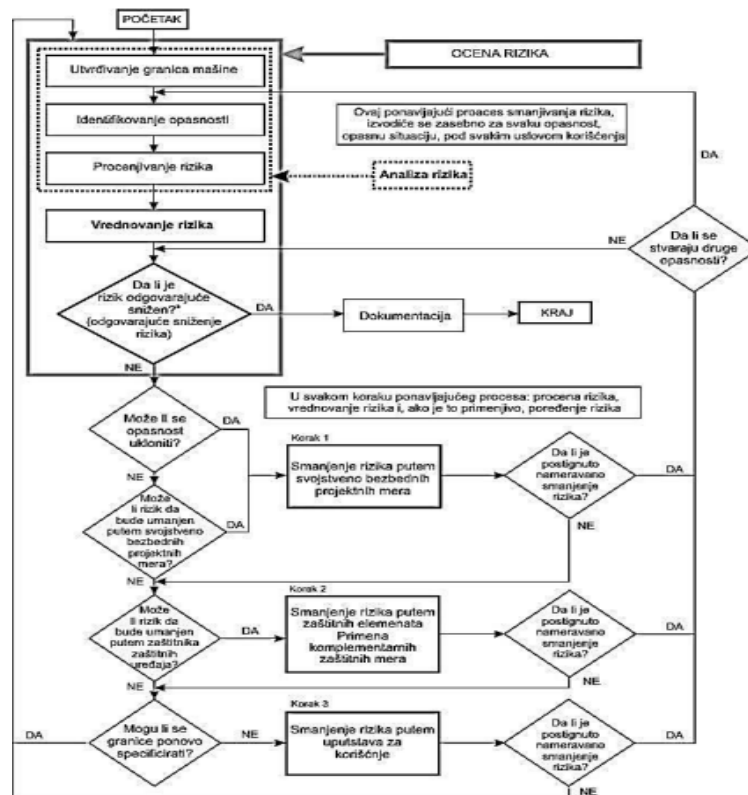 POČETAK
OCENA RIZIKA
Utvrđivanje granica mašine
Identifikovanje opasnosti
Procenjivanje rizika
Ovaj ponavljajući proaces smanjivanja rizika,
izvodiće se zasebno za svaku opasnost,
opasnu situaciju, pod svakim uslovom korišćenja
Analiza rizika
DA
Vrednovanje rizika
NE
Da li se
stvaraju druge
opasnosti?
Da li je
rizik odgovarajuće
snižen?*
(odgovarajuće sniženje
rizika)
DA
Dokumentacija
KRAJ
NE
U svakom koraku ponavljajućeg procesa: procena rizika,
vrednovanje rizika i, ako je to primenljivo, poređenje rizika
Može li se
opasnost
ukloniti?
DA
NE
Korak 1
Smanjenje rizika putem
svojstveno bezbednih
projektnih mera
Da li je
postignuto
nameravano
smanjenje
rizika?
DA
NE
Može
li rizik da
bude umanjen
putem svojstveno
bezbednih
projektnih
mera?
DA
NE
Korak 2
Može
li rizik da
bude umanjen
putem zaštitnika
zaštitnih
uređaja?
DA
Smanjenje rizika putem
zaštitnih elemenata
Primena
komplementarnih
zaštitnih mera
Da li je
postignuto
nameravano
smanjenje
rizika?
DA
NE
NE
Korak 3
Mogu li se
granice ponovo
specificirati?
DA
NE
Smanjenje rizika putem
uputstava za
korišćnje
Da li je
postignuto
nameravano
smanjenje
rizika?
DA
NE